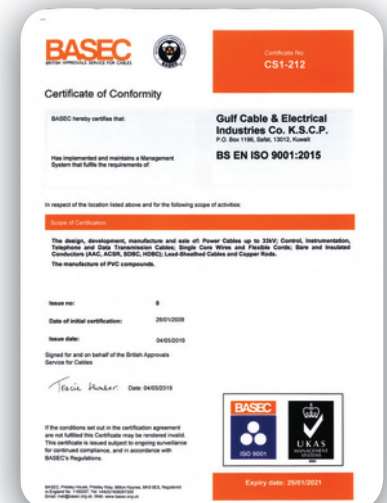 BASEC
BRITISH APPROVALS SERVICE FOR CABLES
Certificate No
CS1-212
Certificate of Conformity
BASEC hereby certifies that:
Gulf Cable & Electrical
Industries Co. K.S.C.P.
P.O. Box 1196, Safat, 13012, Kuwait
Has implemented and maintains a Management
System that fulfils the requirements of:
BS EN ISO 9001:2015
In respect of the location listed above and for the following scope of activities:
Scope of Certification
The design, development, manufacture and sale of: Power Cables up to 33kV; Control, Instrumentation,
Telephone and Data Transmission Cables; Single Core Wires and Flexible Cords; Bare and Insulated
Conductors (AAC, ACSR, SDBC, HDBC); Lead-Sheathed Cables and Copper Rods.
The manufacture of PVC compounds.
Issue no:
8
Date of initial certification:
Issue date:
04/05/2019
Signed for and on behalf of the British Approvals
Service for Cables
Date: 04/05/2019
If the conditions set out in the certification agreement
are not fulfilled this Certificate may be rendered invalid.
This certificate is issued subject to ongoing surveillance
for continued compliance, and in accordance with
BASEC's Regulations.
BASEC
ISO 9001
UKAS
MANAGEMENT
SYSTEMS
Expiry date: 25/01/2021